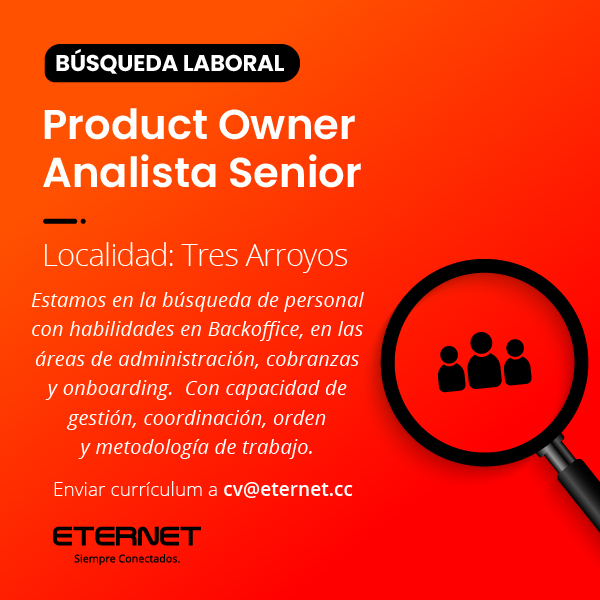 BÚSQUEDA LABORAL
Product Owner
Analista Senior
Localidad: Tres Arroyos
Estamos en la búsqueda de personal
con habilidades en Backoffice, en las
áreas de administración, cobranzas
y onboarding. Con capacidad de
gestión, coordinación, orden
y metodología de trabajo.
Enviar currículum a cv@eternet.cc
ETERNET
Siempre Conectados.